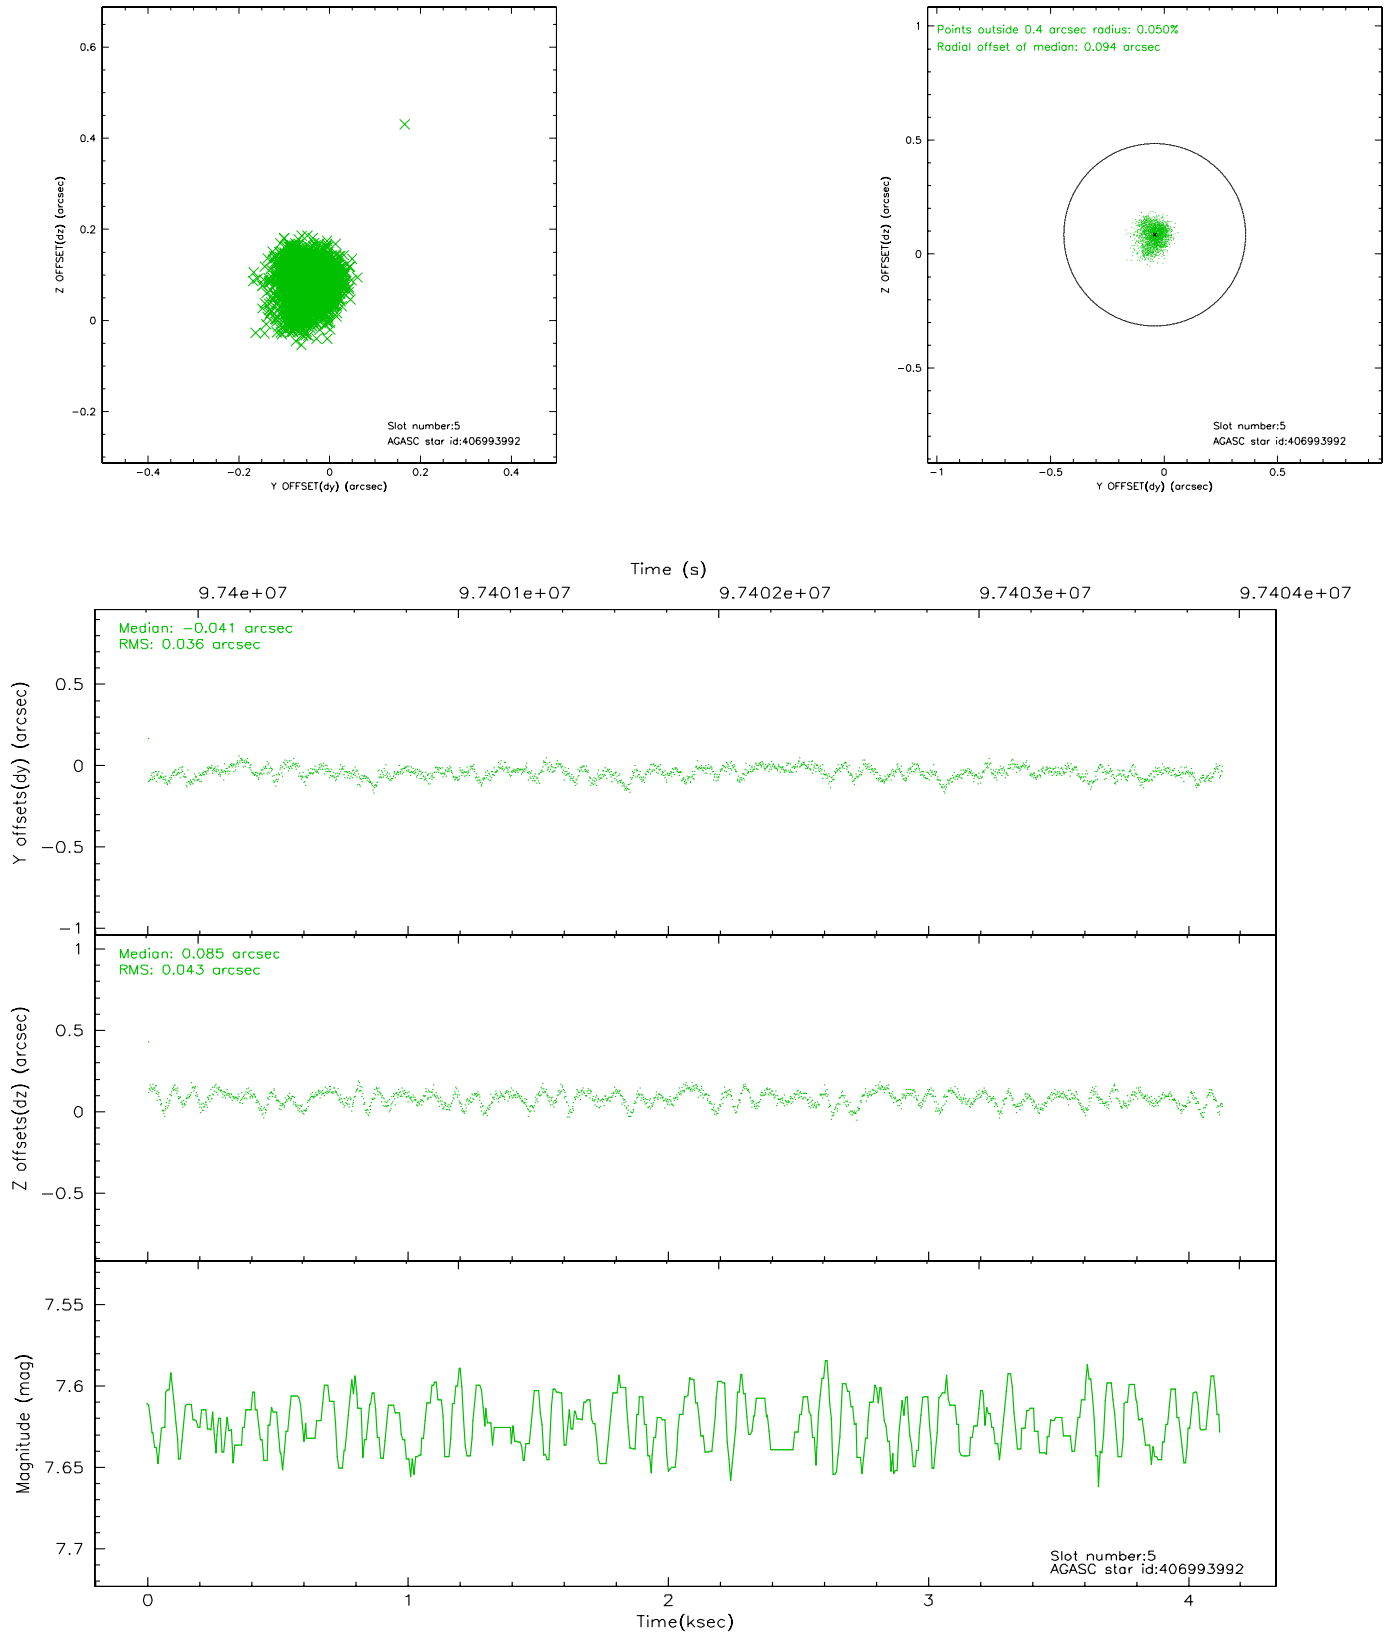 0.6
0.4
0.2
0
−0.2
Z OFFSET(dz) (arcsec)
Slot number:5
AGASC star id:406993992
−0.4 −0.2 0 0.2 0.4
Y OFFSET(dy) (arcsec)
Points outside 0.4 arcsec radius: 0.050%
Radial offset of median: 0.094 arcsec
1
0.5
0
−0.5
Z OFFSET(dz) (arcsec)
Slot number:5
AGASC star id:406993992
−1 −0.5 0 0.5
Y OFFSET(dy) (arcsec)
Time (s)
9.74e+07 9.7401e+07 9.7402e+07 9.7403e+07 9.7404e+07
Median: −0.041 arcsec
RMS: 0.036 arcsec
0.5
0
−0.5
−1
Y offsets(dy) (arcsec)
Median: 0.085 arcsec
RMS: 0.043 arcsec
1
0.5
0
−0.5
Z offsets(dz) (arcsec)
7.55
7.6
7.65
7.7
Magnitude (mag)
Slot number:5
AGASC star id:406993992
0 1 2 3 4
Time(ksec)